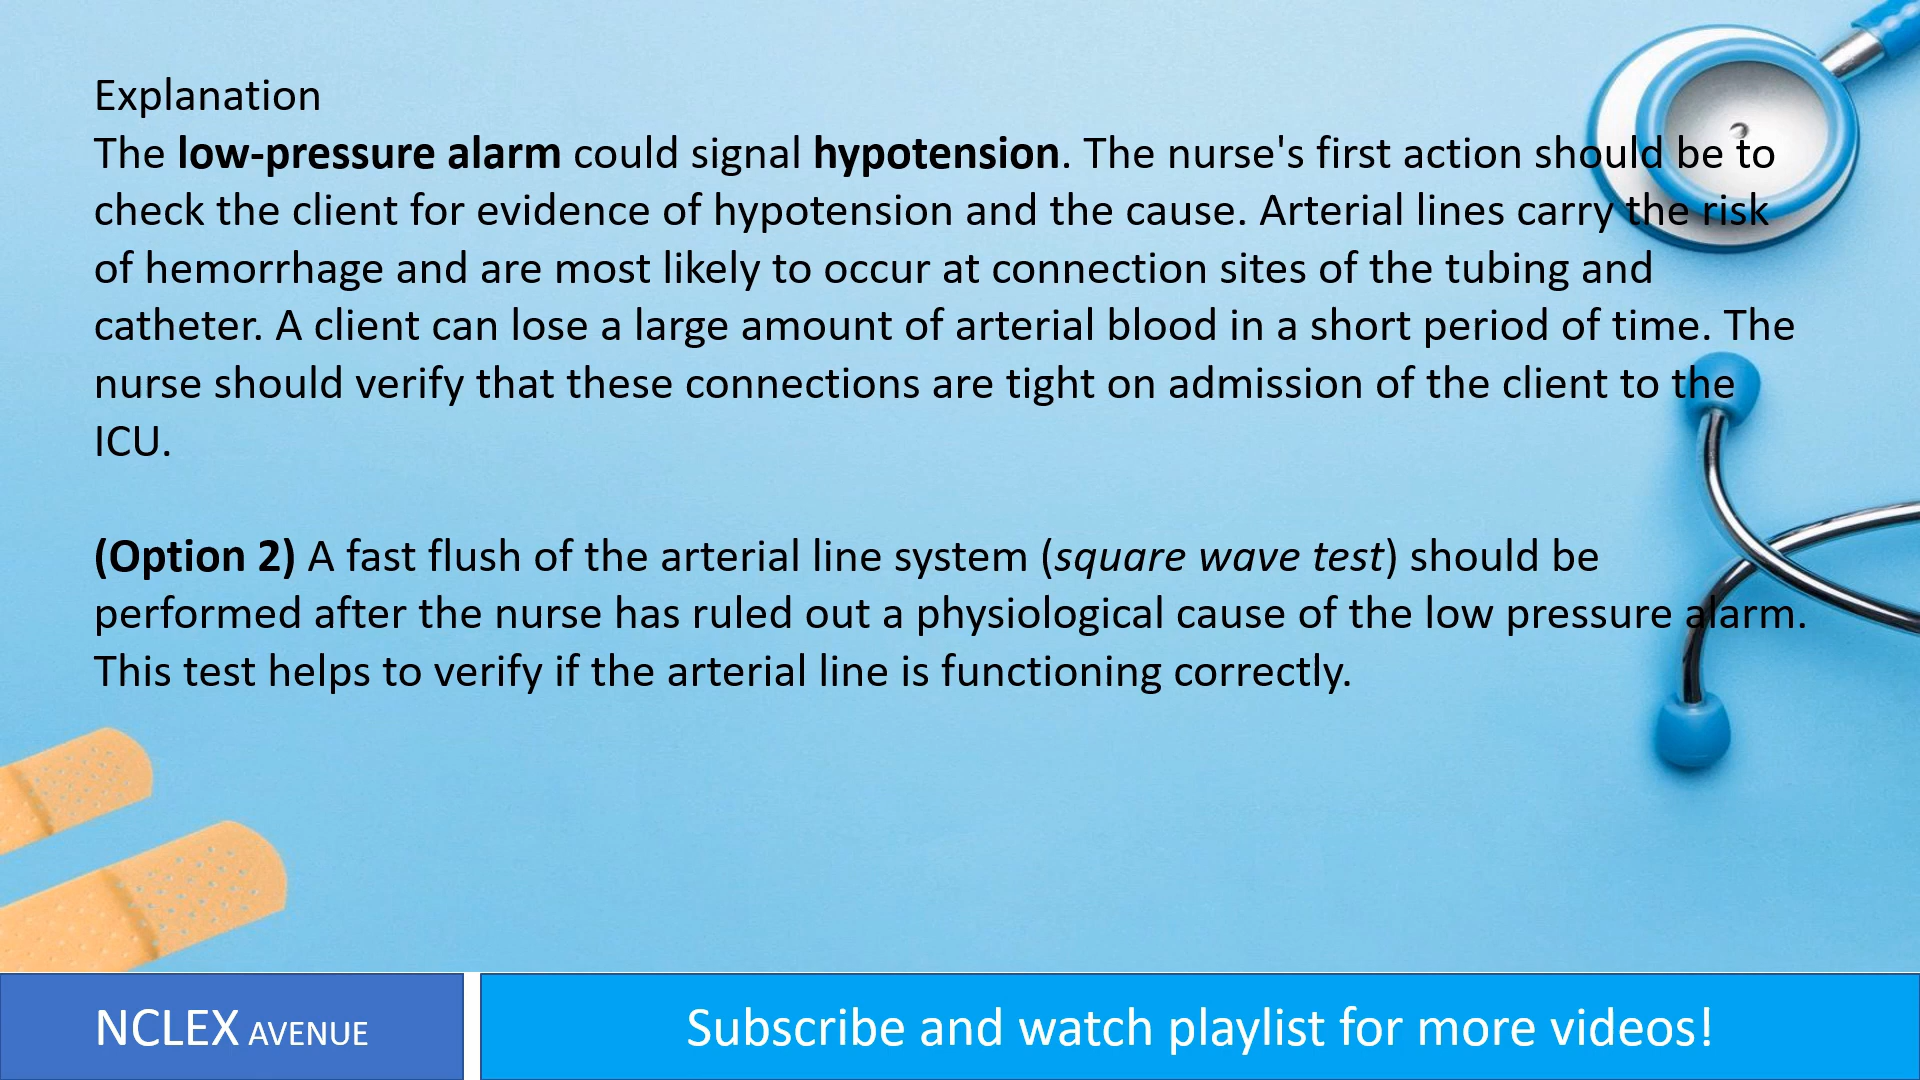 Explanation
The low-pressure alarm could signal hypotension. The nurse's first action should be to
check the client for evidence of hypotension and the cause. Arterial lines carry the risk
of hemorrhage and are most likely to occur at connection sites of the tubing and
catheter. A client can lose a large amount of arterial blood in a short period of time. The
nurse should verify that these connections are tight on admission of the client to the
ICU.
(Option 2) A fast flush of the arterial line system (square wave test) should be
performed after the nurse has ruled out a physiological cause of the low pressure alarm.
This test helps to verify if the arterial line is functioning correctly.
NCLEX AVENUE
Subscribe and watch playlist for more videos!